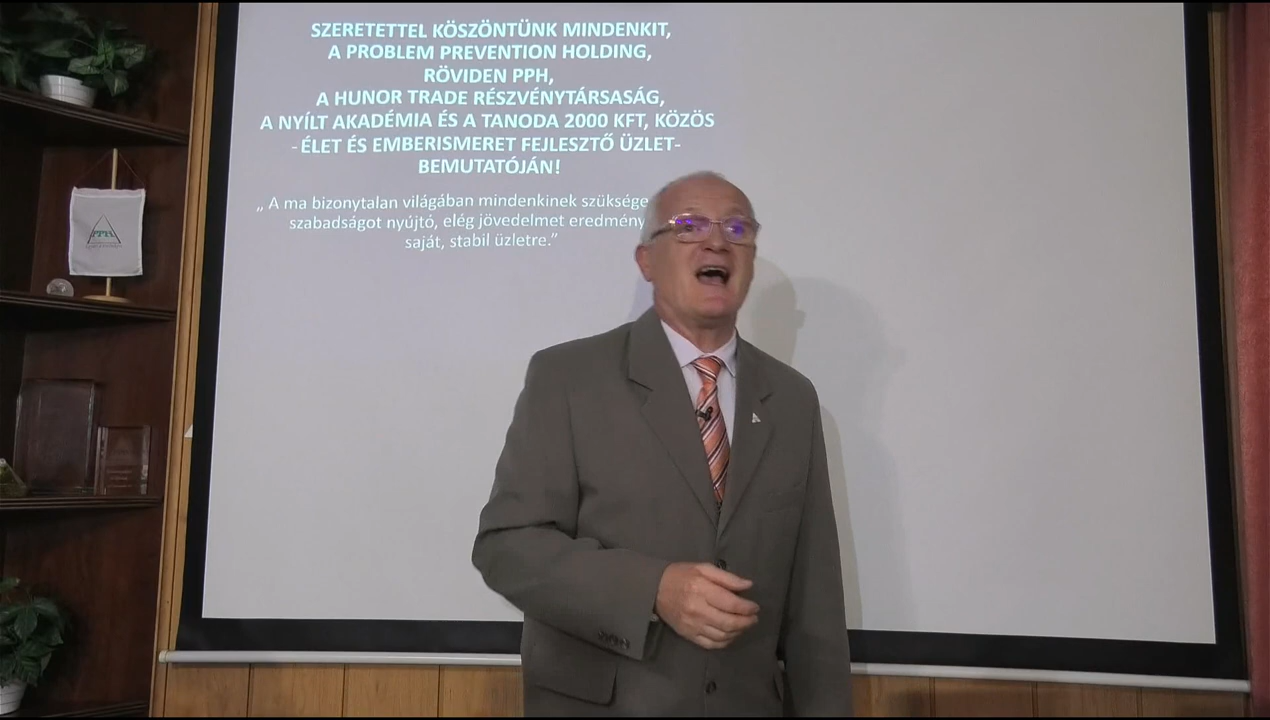 SZERETETTEL KÖSZÖNTÜNK MINDENKIT,
A PROBLEM PREVENTION HOLDING,
RÖVIDEN PPH,
A HUNOR TRADE RÉSZVÉNYTÁRSASÁG,
A NYÍLT AKADÉMIA ÉS A TANODA 2000 KFT, KÖZÖS
- ÉLET ÉS EMBERISMERET FEJLESZTŐ ÜZLET-
BEMUTATÓJÁN!
„ A ma bizonytalan világában mindenkinek szüksége
szabadságot nyújtó, elég jövedelmet eredmény
saját, stabil üzletre.”
PPH